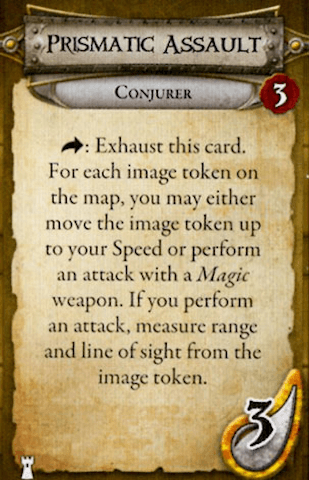 PRISMATIC ASSAULT
CONJURER
3
: Exhaust this card.
For each image token on
the map, you may either
move the image token up
to your Speed or perform
an attack with a Magic
weapon. If you perform
an attack, measure range
and line of sight from the
image token.
3